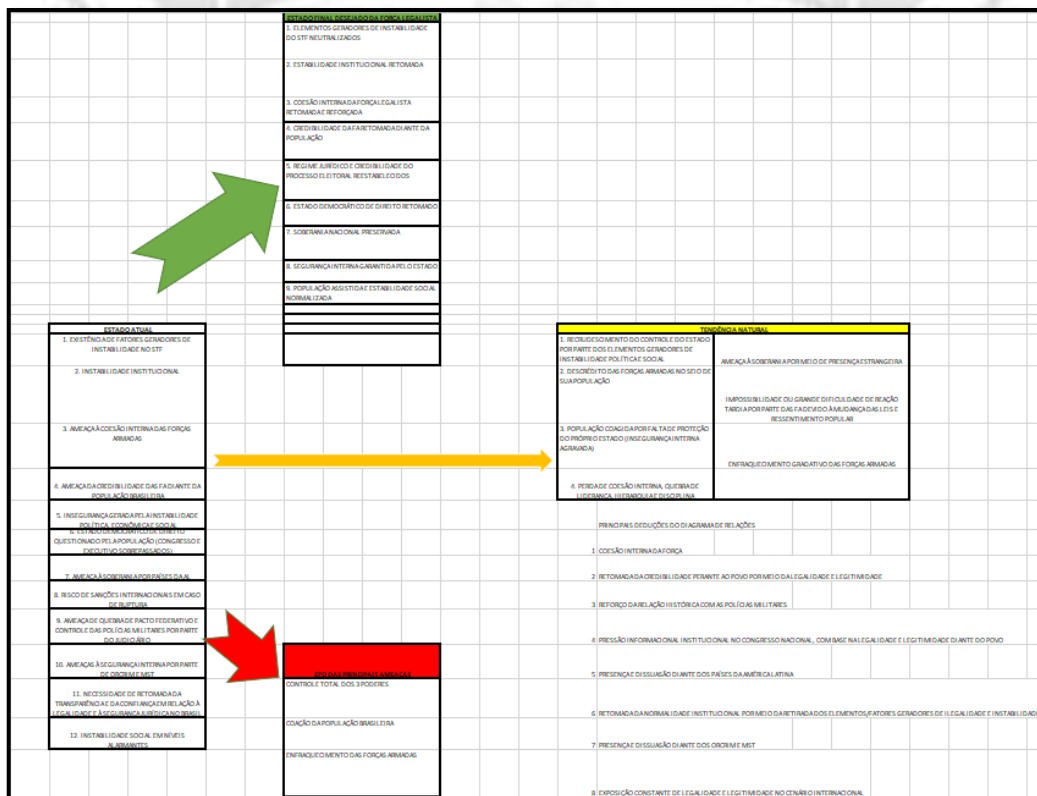 ESTADO FINAL DESEJADO DA FORÇA LEGALISTA
1. ELEMENTOS GERADORES DE INSTABILIDADE
DO STF NEUTRALIZADOS
2. ESTABILIDADE INSTITUCIONAL RETOMADA
3. COESÃO INTERNA DA FORÇA LEGALISTA
RETOMADA E REFORÇADA
4. CREDIBILIDADE DA FA RETOMADA DIANTE DA
POPULAÇÃO
5. REGIME JURÍDICO E CREDIBILIDADE DO
PROCESSO ELEITORAL REESTABELECIDOS
6. ESTADO DEMOCRÁTICO DE DIREITO RETOMADO
7. SOBERANIA NACIONAL PRESERVADA
8. SEGURANÇA INTERNA GARANTIDA PELO ESTADO
9. POPULAÇÃO ASSISTIDA E ESTABILIDADE SOCIAL
NORMALIZADA
ESTADO ATUAL
1. EXISTÊNCIA DE FATORES GERADORES DE
INSTABILIDADE NO STF
2. INSTABILIDADE INSTITUCIONAL
3. AMEAÇA À COESÃO INTERNA DAS FORÇAS
ARMADAS
4. AMEAÇA DA CREDIBILIDADE DAS FA DIANTE DA
POPULAÇÃO BRASILEIRA
5. INSEGURANÇA GERADA PELA INSTABILIDADE
POLÍTICA, ECONÔMICA E SOCIAL
6. ESTADO DEMOCRÁTICO DE DIREITO
QUESTIONADO PELA POPULAÇÃO (CONGRESSO E
EXECUTIVO SOBREPASSADOS)
7. AMEAÇA À SOBERANIA POR PAÍSES DA AL
8. RISCO DE SANÇÕES INTERNACIONAIS EM CASO
DE RUPTURA
9. AMEAÇA DE QUEBRA DE PACTO FEDERATIVO E
CONTROLE DAS POLÍCIAS MILITARES POR PARTE
DO JUDICIÁRIO
10. AMEAÇAS À SEGURANÇA INTERNA POR PARTE
DE ORCRIM E MST
11. NECESSIDADE DE RETOMADA DA
TRANSPARÊNCIA E DA CONFIANÇA EM RELAÇÃO À
LEGALIDADE E À SEGURANÇA JURÍDICA NO BRASIL
12. INSTABILIDADE SOCIAL EM NÍVEIS
ALARMANTES
TENDÊNCIA NATURAL
1. RECRUDESCIMENTO DO CONTROLE DO ESTADO
POR PARTE DOS ELEMENTOS GERADORES DE
INSTABILIDADE POLÍTICA E SOCIAL
2. DESCRÉDITO DAS FORÇAS ARMADAS NO SEIO DE
SUA POPULAÇÃO
3. POPULAÇÃO COAGIDA POR FALTA DE PROTEÇÃO
DO PRÓPRIO ESTADO (INSEGURANÇA INTERNA
AGRAVADA)
4. PERDA DE COESÃO INTERNA, QUEBRA DE
LIDERANÇA, HIERARQUIA E DISCIPLINA
AMEAÇA À SOBERANIA POR MEIO DE PRESENÇA ESTRANGEIRA
IMPOSSIBILIDADE OU GRANDE DIFICULDADE DE REAÇÃO
TARDIA POR PARTE DAS FA DEVIDO À MUDANÇA DAS LEIS E
RESSENTIMENTO POPULAR
ENFRAQUECIMENTO GRADATIVO DAS FORÇAS ARMADAS
DAS PRINCIPAIS AMEAÇAS
CONTROLE TOTAL DOS 3 PODERES
COAÇÃO DA POPULAÇÃO BRASILEIRA
ENFRAQUECIMENTO DAS FORÇAS ARMADAS
PRINCIPAIS DEDUÇÕES DO DIAGRAMA DE RELAÇÕES
1 COESÃO INTERNA DA FORÇA
2 RETOMADA DA CREDIBILIDADE PERANTE AO POVO POR MEIO DA LEGALIDADE E LEGITIMIDADE
3 REFORÇO DA RELAÇÃO HISTÓRICA COM AS POLÍCIAS MILITARES
4 PRESSÃO INFORMACIONAL INSTITUCIONAL NO CONGRESSO NACIONAL, COM BASE NA LEGALIDADE E LEGITIMIDADE DIANTE DO POVO
5 PRESENÇA E DISSUASÃO DIANTE DOS PAÍSES DA AMÉRICA LATINA
6 RETOMADA DA NORMALIDADE INSTITUCIONAL POR MEIO DA RETIRADA DOS ELEMENTOS/FATORES GERADORES DE ILEGALIDADE E INSTABILIDADE
7 PRESENÇA E DISSUASÃO DIANTE DOS ORCRIM E MST
8 EXPOSIÇÃO CONSTANTE DE LEGALIDADE E LEGITIMIDADE NO CENÁRIO INTERNACIONAL